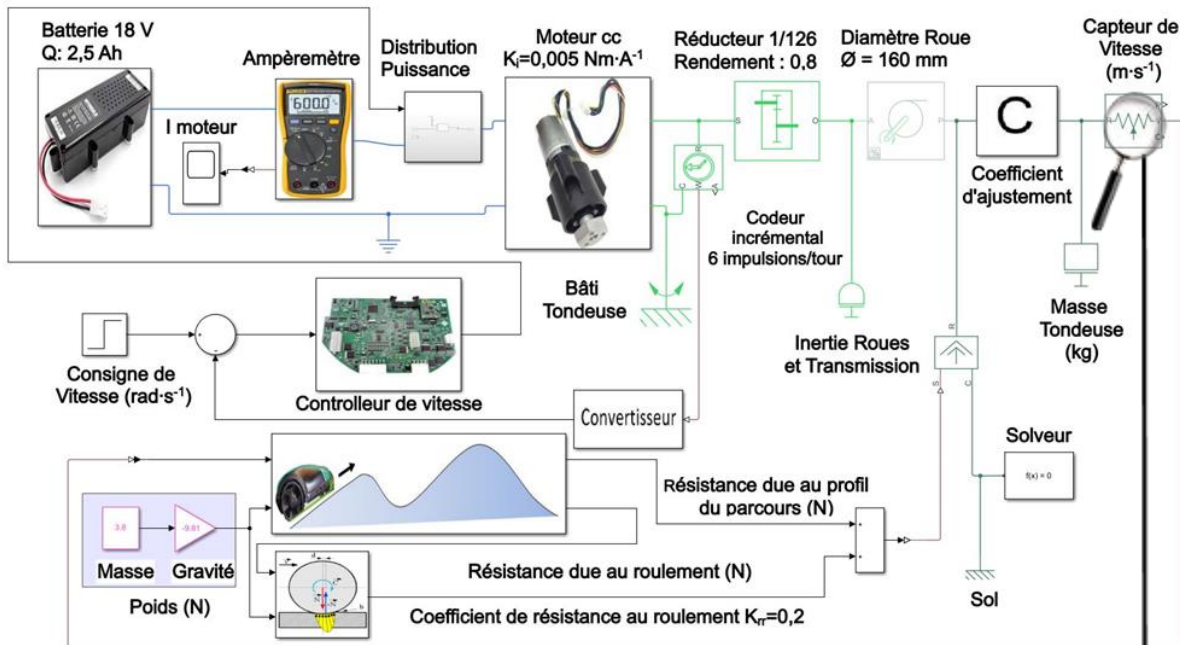 Batterie 18 V
Q: 2,5 Ah
Ampèremètre
I moteur
600.0
Distribution
Puissance
Moteur cc
Kᵢ=0,005 Nm·A⁻¹
Réducteur 1/126
Rendement : 0,8
Diamètre Roue
Ø = 160 mm
Capteur de
Vitesse
(m·s⁻¹)
S
O
A
P
C
Coefficient
d'ajustement
R
C
W
A
Codeur
incrémental
6 impulsions/tour
Bâti
Tondeuse
Inertie Roues
et Transmission
Masse
Tondeuse
(kg)
Consigne de
Vitesse (rad·s⁻¹)
Controlleur de vitesse
Convertisseur
R
S
C
Solveur
f(x) = 0
Sol
3.8
-9.81
Masse
Gravité
Poids (N)
Résistance due au profil
du parcours (N)
Résistance due au roulement (N)
Coefficient de résistance au roulement Kᵣᵣ=0,2
d
b